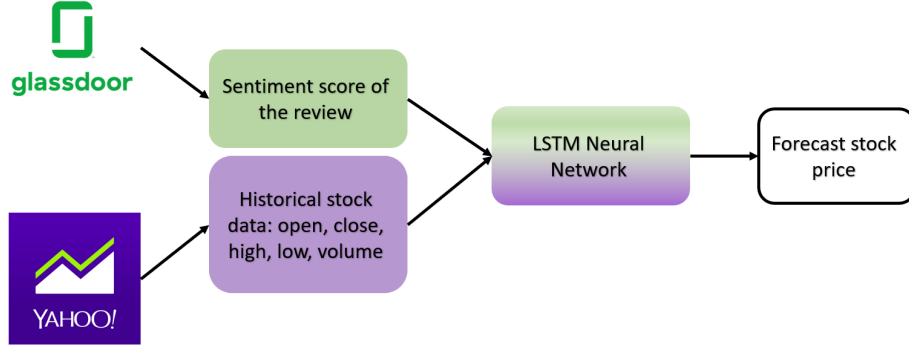 glassdoor
Sentiment score of
the review
Historical stock
data: open, close,
high, low, volume
YAHOO!
LSTM Neural
Network
Forecast stock
price